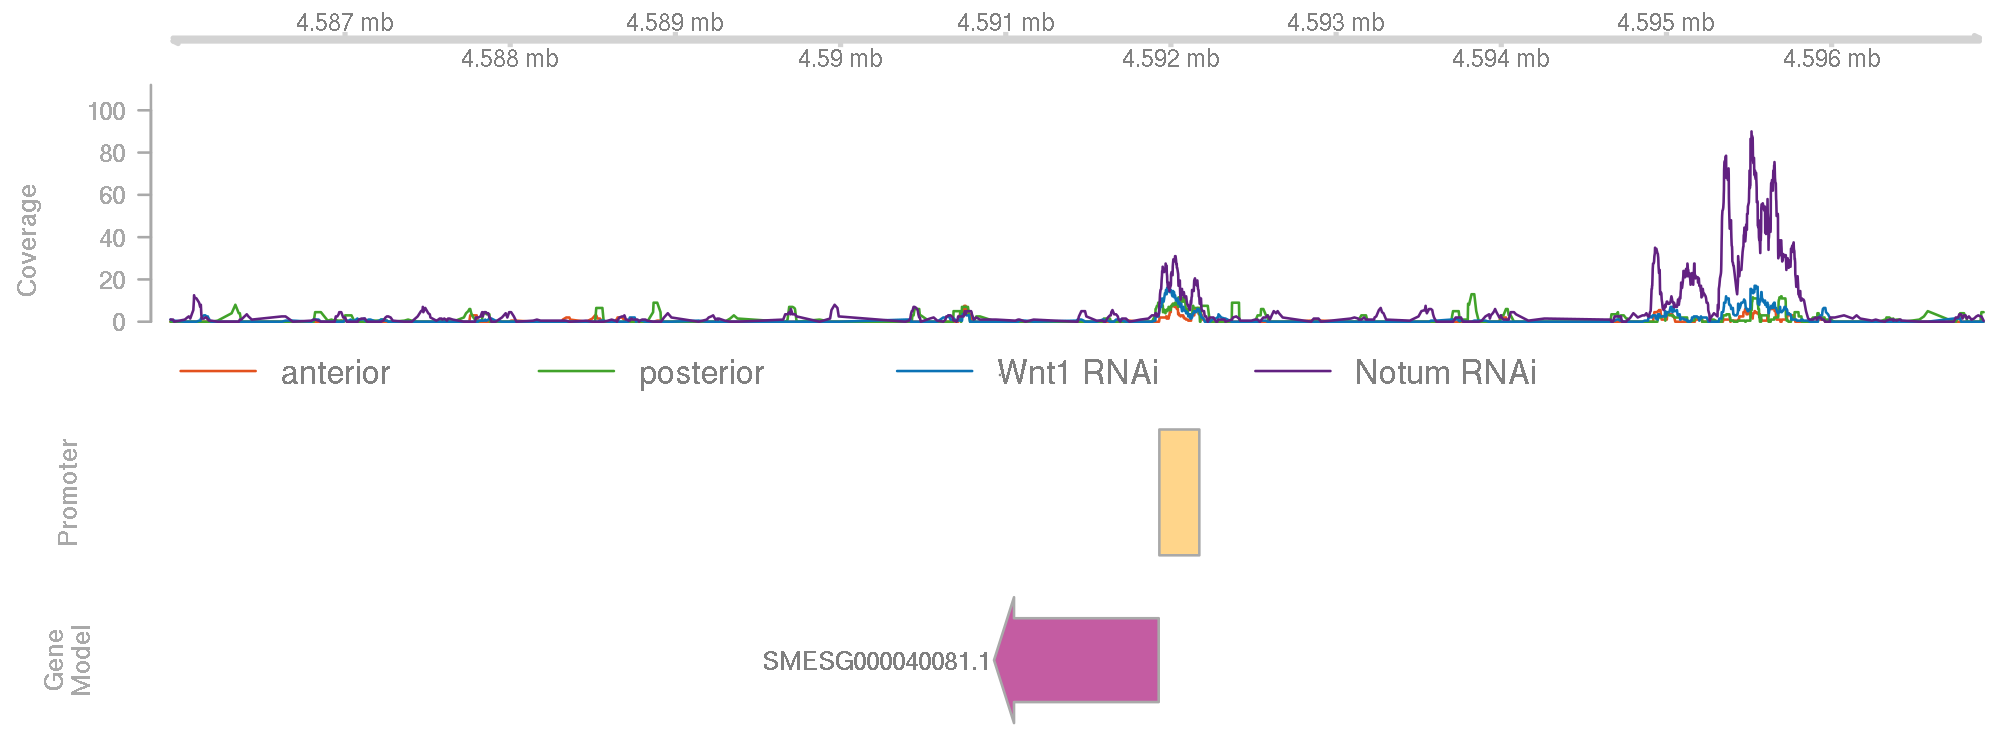 4.587 mb 4.589 mb 4.591 mb 4.593 mb 4.595 mb
4.588 mb 4.59 mb 4.592 mb 4.594 mb 4.596 mb
Coverage
100
80
60
40
20
0
anterior posterior Wnt1 RNAi Notum RNAi
Promoter
Gene
Model
SMESG000040081.1